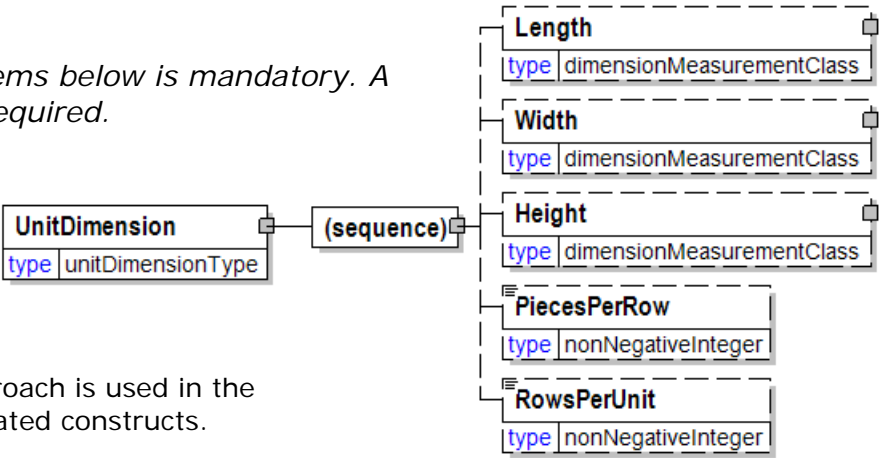 ems below is mandatory. A
equired.
UnitDimension
type unitDimensionType
(sequence)
Length
type dimensionMeasurementClass
Width
type dimensionMeasurementClass
Height
type dimensionMeasurementClass
PiecesPerRow
type nonNegativeInteger
RowsPerUnit
type nonNegativeInteger
roach is used in the
ated constructs.